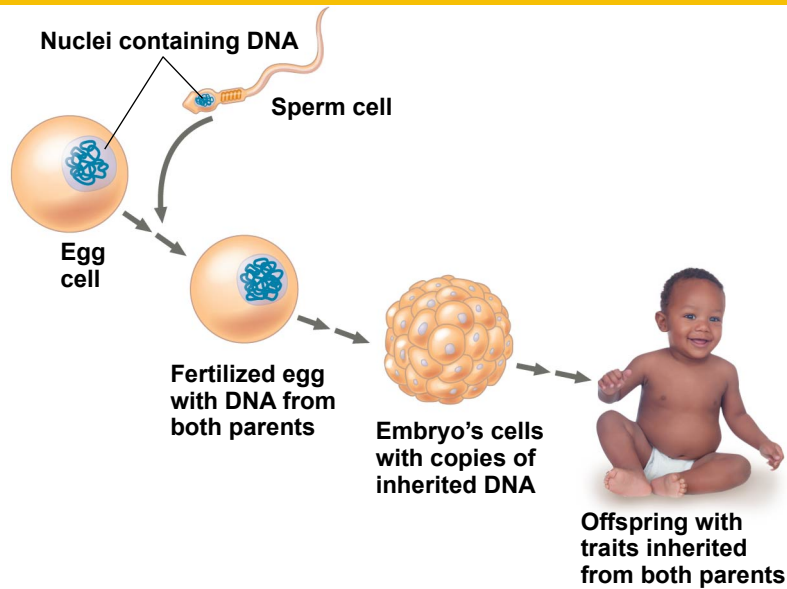 Nuclei containing DNA
Sperm cell
Egg
cell
Fertilized egg
with DNA from
both parents
Embryo’s cells
with copies of
inherited DNA
Offspring with
traits inherited
from both parents